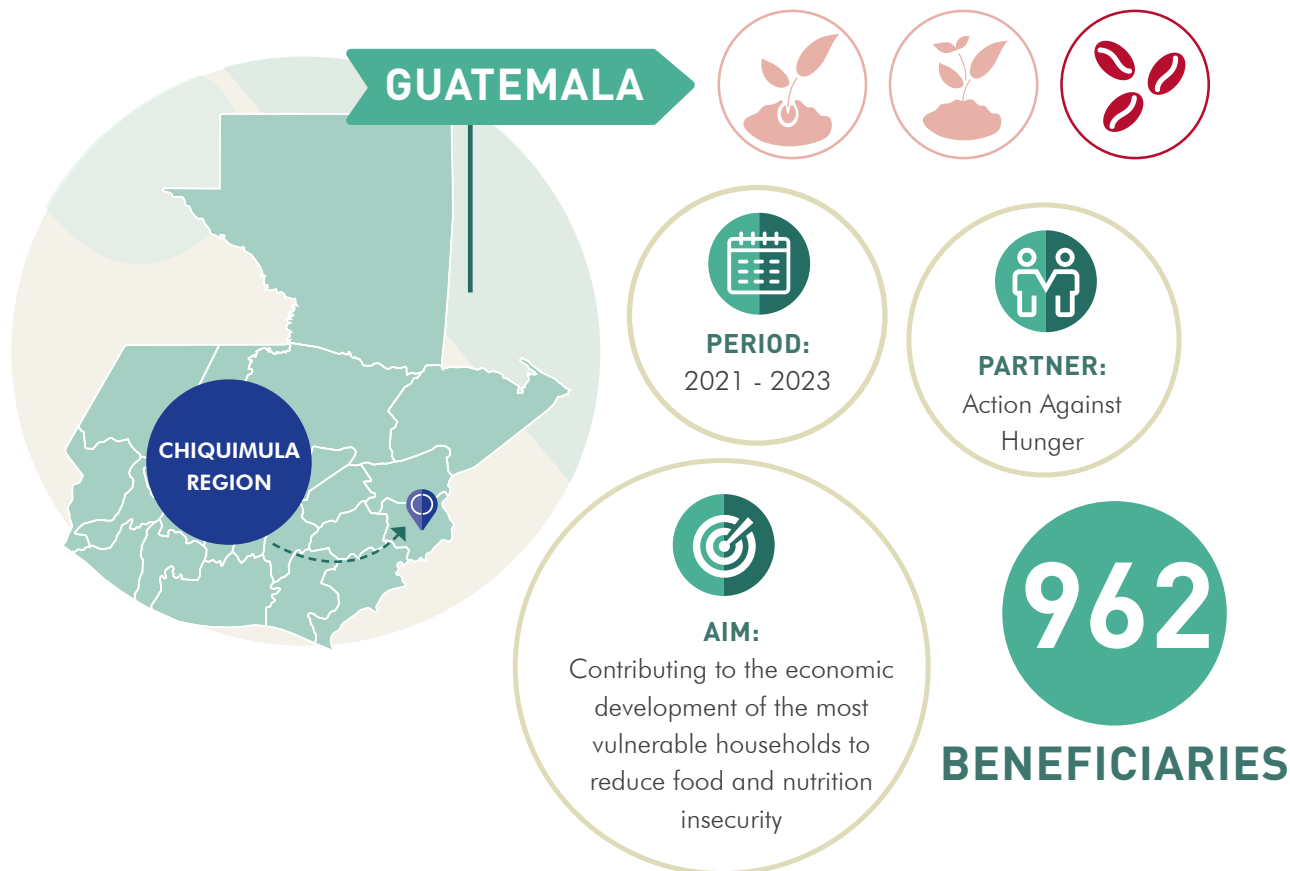 GUATEMALA
CHIQUIMULA
REGION
PERIOD:
2021 - 2023
PARTNER:
Action Against
Hunger
AIM:
Contributing to the economic
development of the most
vulnerable households to
reduce food and nutrition
insecurity
962
BENEFICIARIES